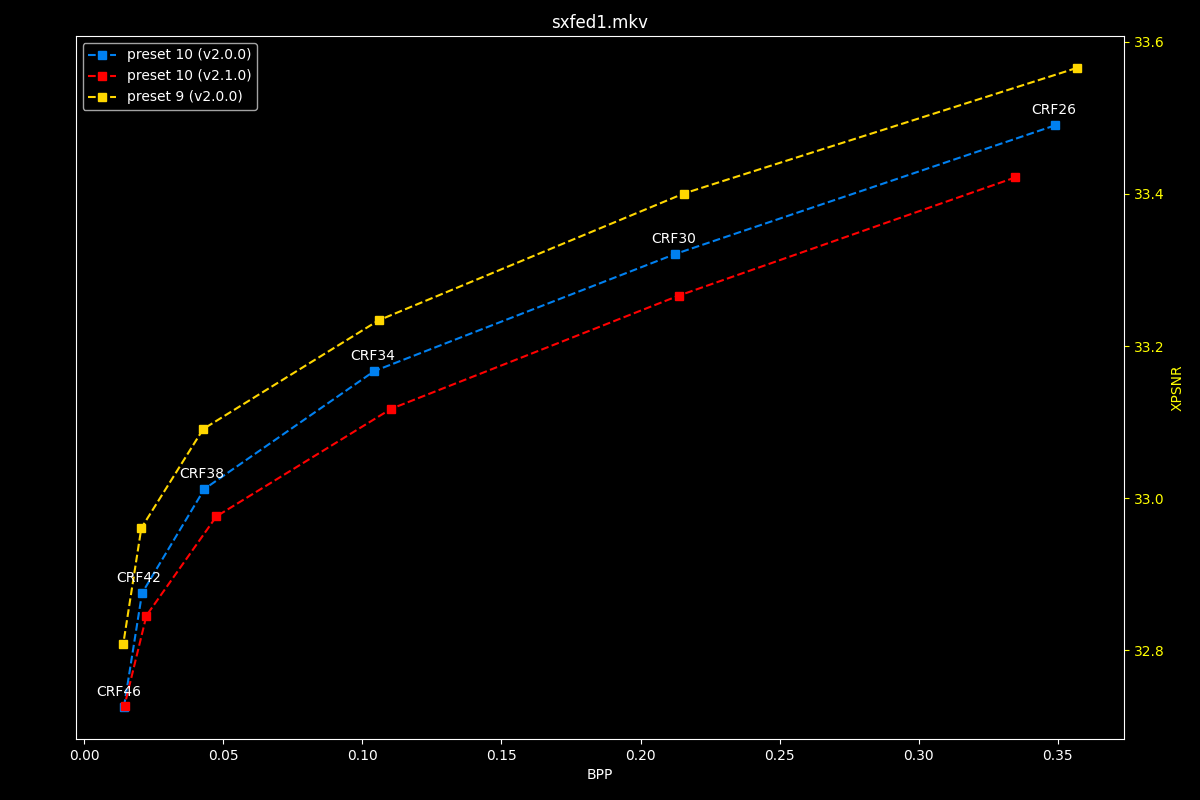 sxfed1.mkv
preset 10 (v2.0.0)
preset 10 (v2.1.0)
preset 9 (v2.0.0)
33.6
CRF26
33.4
CRF30
33.2
CRF34
XPSNR
CRF38
33.0
CRF42
32.8
CRF46
0.00 0.05 0.10 0.15 0.20 0.25 0.30 0.35
BPP